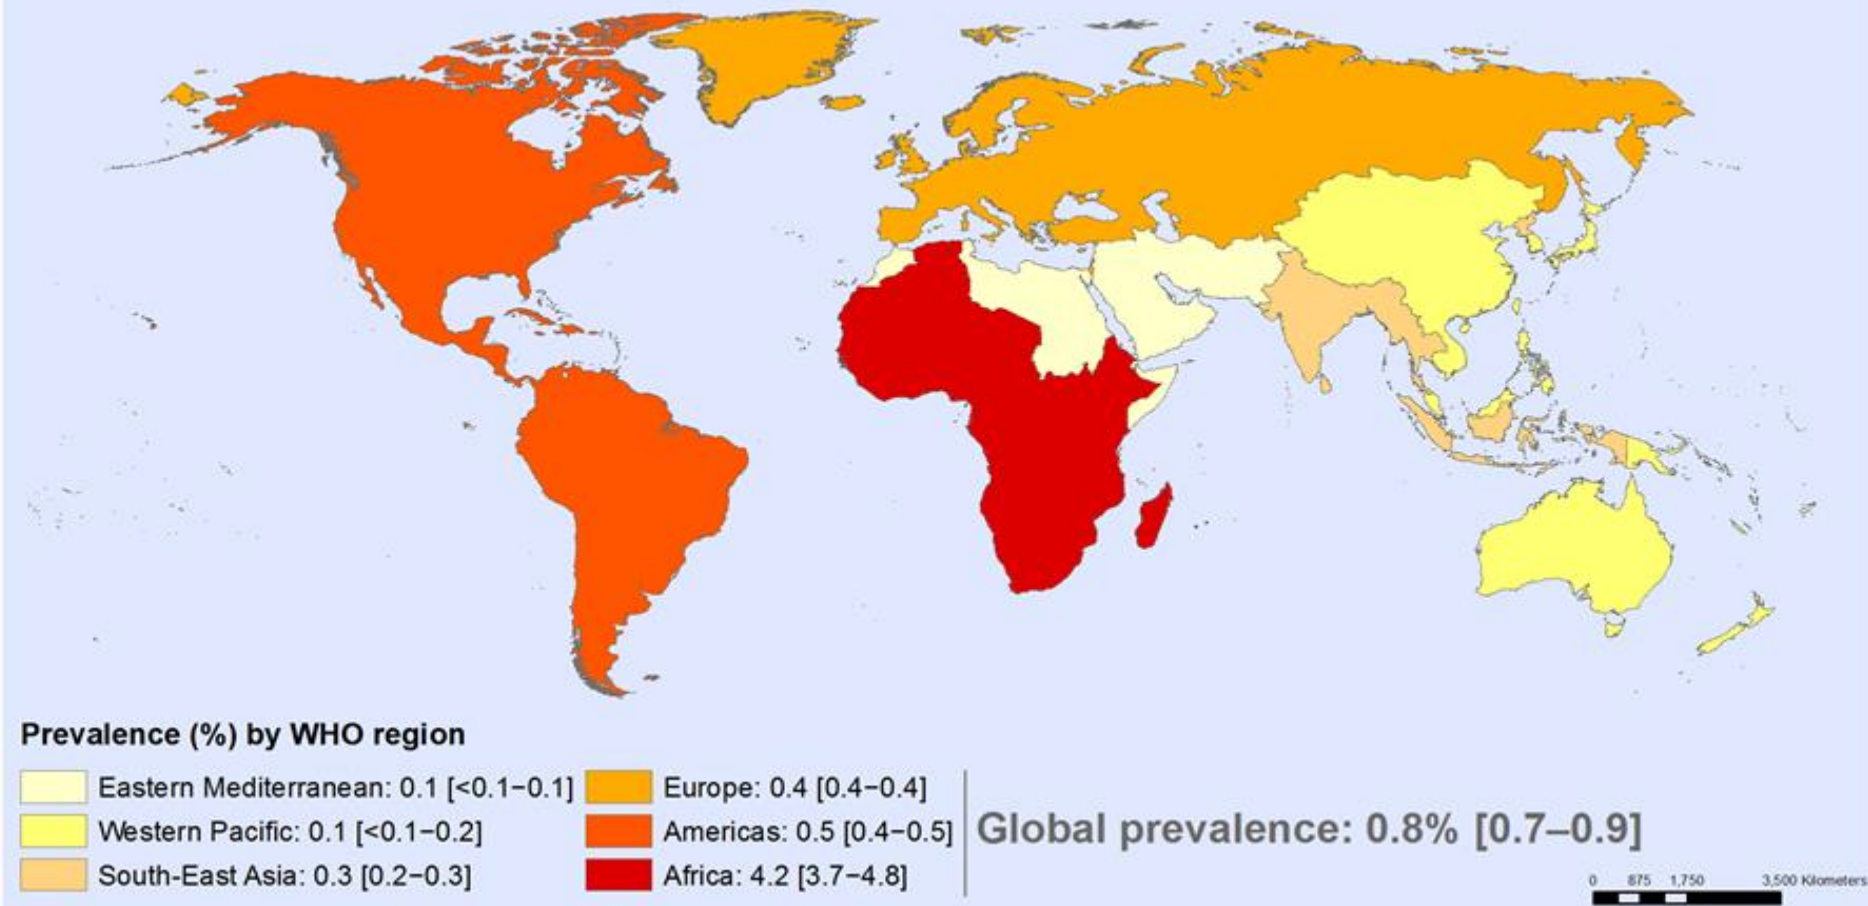 Prevalence (%) by WHO region
Eastern Mediterranean: 0.1 [<0.1−0.1]
Western Pacific: 0.1 [<0.1−0.2]
South-East Asia: 0.3 [0.2−0.3]
Europe: 0.4 [0.4−0.4]
Americas: 0.5 [0.4−0.5]
Africa: 4.2 [3.7−4.8]
Global prevalence: 0.8% [0.7–0.9]
0 875 1,750 3,500 Kilometers